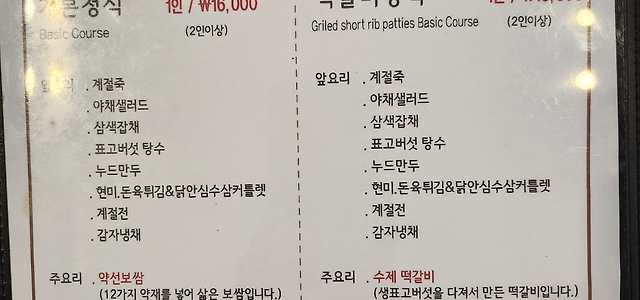 기본정식 1인 / ₩16,000
Basic Course (2인이상)
앞요리 . 계절죽
. 야채샐러드
. 삼색잡채
. 표고버섯 탕수
. 누드만두
. 현미.돈육튀김&닭안심수삼커틀렛
. 계절전
. 감자냉채
주요리 . 약선보쌈
(12가지 약재를 넣어 삶은 보쌈입니다.)
Griled short rib patties Basic Course (2인이상)
앞요리 . 계절죽
. 야채샐러드
. 삼색잡채
. 표고버섯 탕수
. 누드만두
. 현미.돈육튀김&닭안심수삼커틀렛
. 계절전
. 감자냉채
주요리 . 수제 떡갈비
(생표고버섯을 다져서 만든 떡갈비입니다.)